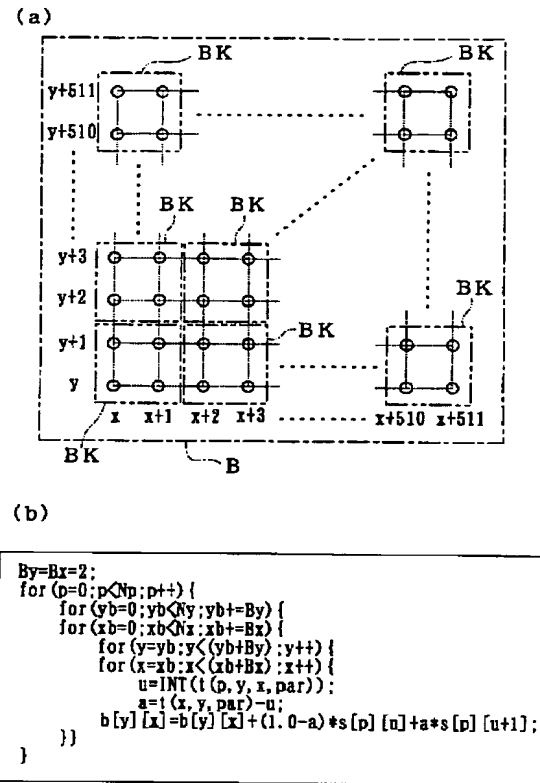 (a)
BK BK
y+511
y+510
BK BK
y+3
y+2
BK
y+1
BK
y
x x+1 x+2 x+3 x+510 x+511
BK
B
(b)
By=Bx=2;
for(p=0;p<Np;p++){
for(yb=0;yb<Ny;yb+=By){
for(xb=0;xb<Nx;xb+=Bx){
for(y=yb;y<(yb+By);y++){
for(x=xb;x<(xb+Bx);x++){
u=INT(t(p,y,x,par));
a=t(x,y,par)-u;
b[y][x]=b[y][x]+(1.0-a)*s[p][u]+a*s[p][u+1];
}}
}